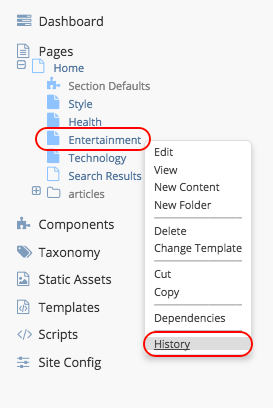 Dashboard
Pages
Home
Section Defaults
Style
Health
Entertainment
Technology
Search Results
articles
Components
Taxonomy
Static Assets
Templates
Scripts
Site Config
Edit
View
New Content
New Folder
Delete
Change Template
Cut
Copy
Dependencies
History